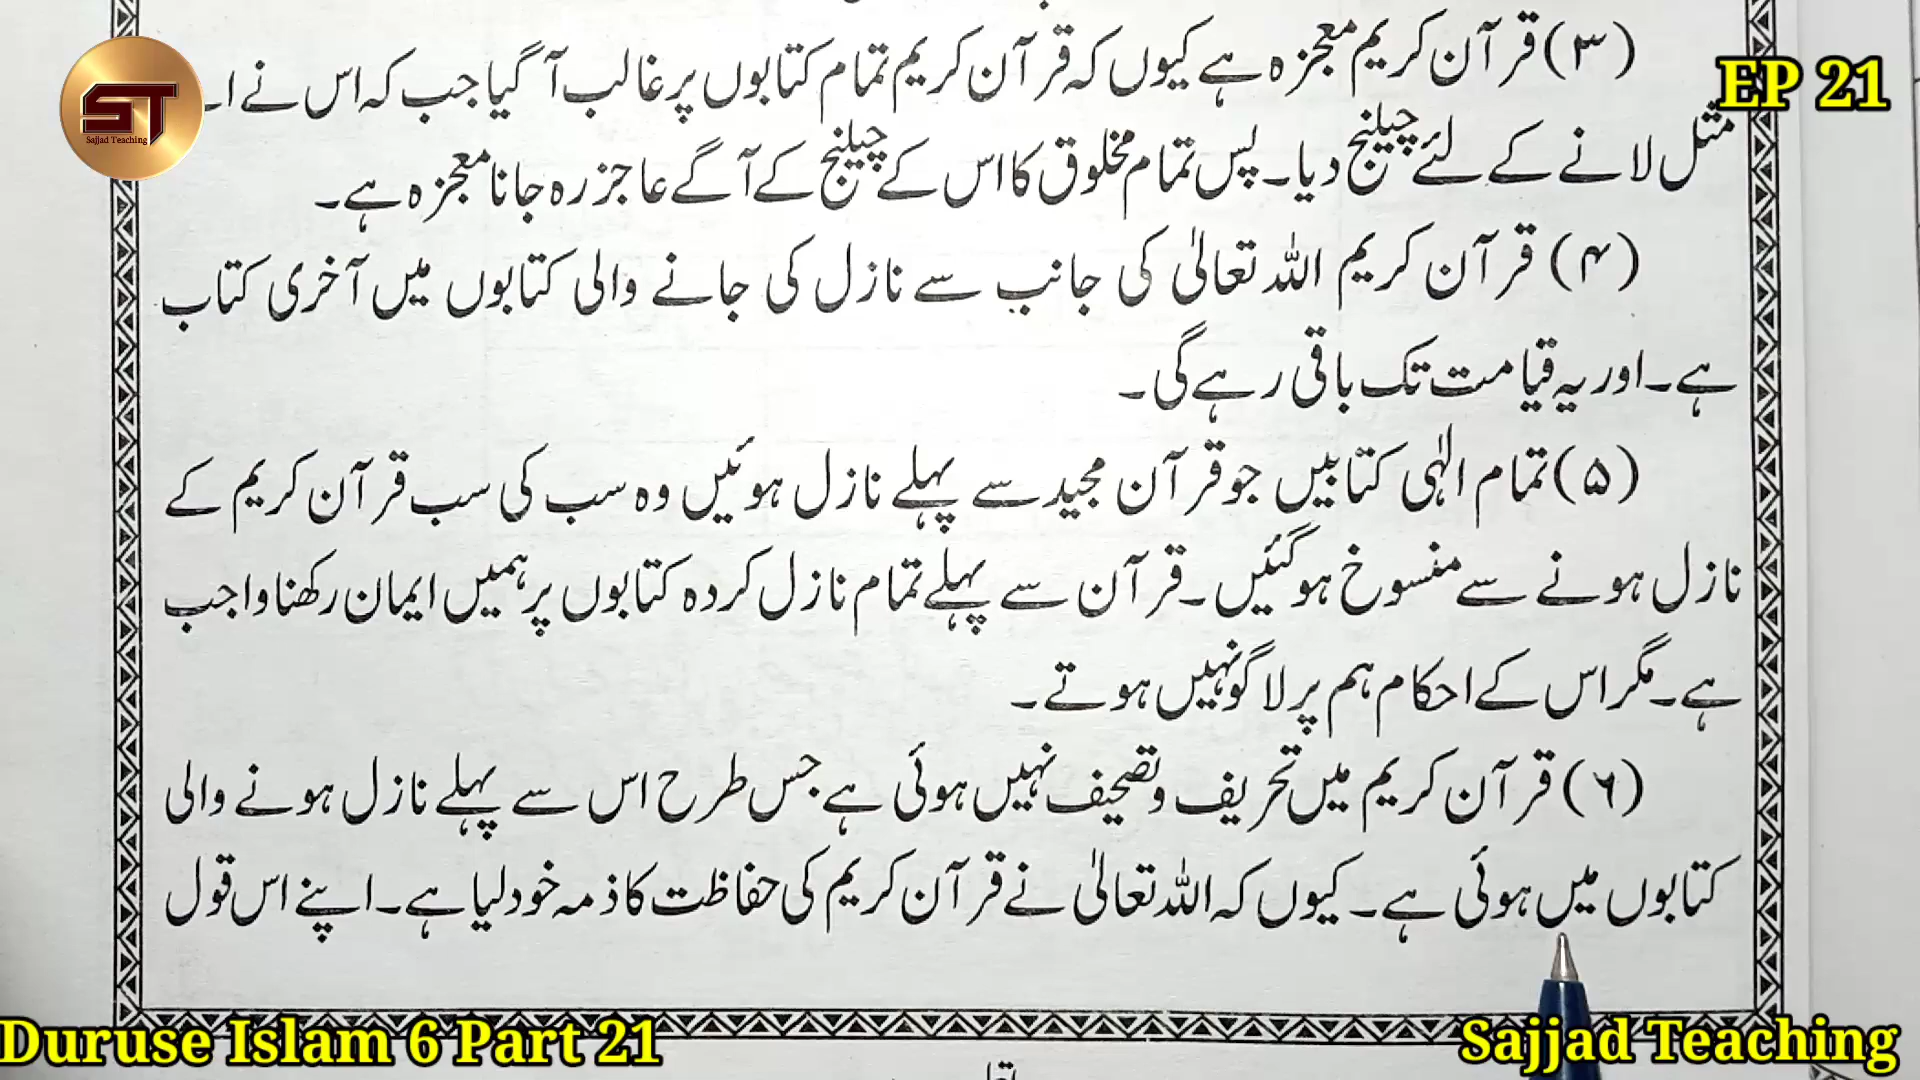 (۳) قرآن کریم معجزہ ہے کیوں کہ قرآن کریم تمام کتابوں پر غالب آ گیا جب کہ اس نے
مثل لانے کے لئے چیلنج دیا۔ پس تمام مخلوق کا اس کے چیلنج کے آگے عاجز رہ جانا معجزہ ہے۔
(۴) قرآن کریم اللہ تعالیٰ کی جانب سے نازل کی جانے والی کتابوں میں آخری کتاب
ہے۔ اور یہ قیامت تک باقی رہے گی۔
(۵) تمام الٰہی کتابیں جو قرآن مجید سے پہلے نازل ہوئیں وہ سب کی سب قرآن کریم کے
نازل ہونے سے منسوخ ہو گئیں۔ قرآن سے پہلے تمام نازل کردہ کتابوں پر ہمیں ایمان رکھنا واجب
ہے۔ مگر اس کے احکام ہم پر لاگو نہیں ہوتے۔
(۶) قرآن کریم میں تحریف و تصحیف نہیں ہوئی ہے جس طرح اس سے پہلے نازل ہونے والی
کتابوں میں ہوئی ہے۔ کیوں کہ اللہ تعالیٰ نے قرآن کریم کی حفاظت کا ذمہ خود لیا ہے۔ اپنے اس قول
EP 21
ST
Sajjad Teaching
Duruse Islam 6 Part 21
Sajjad Teaching